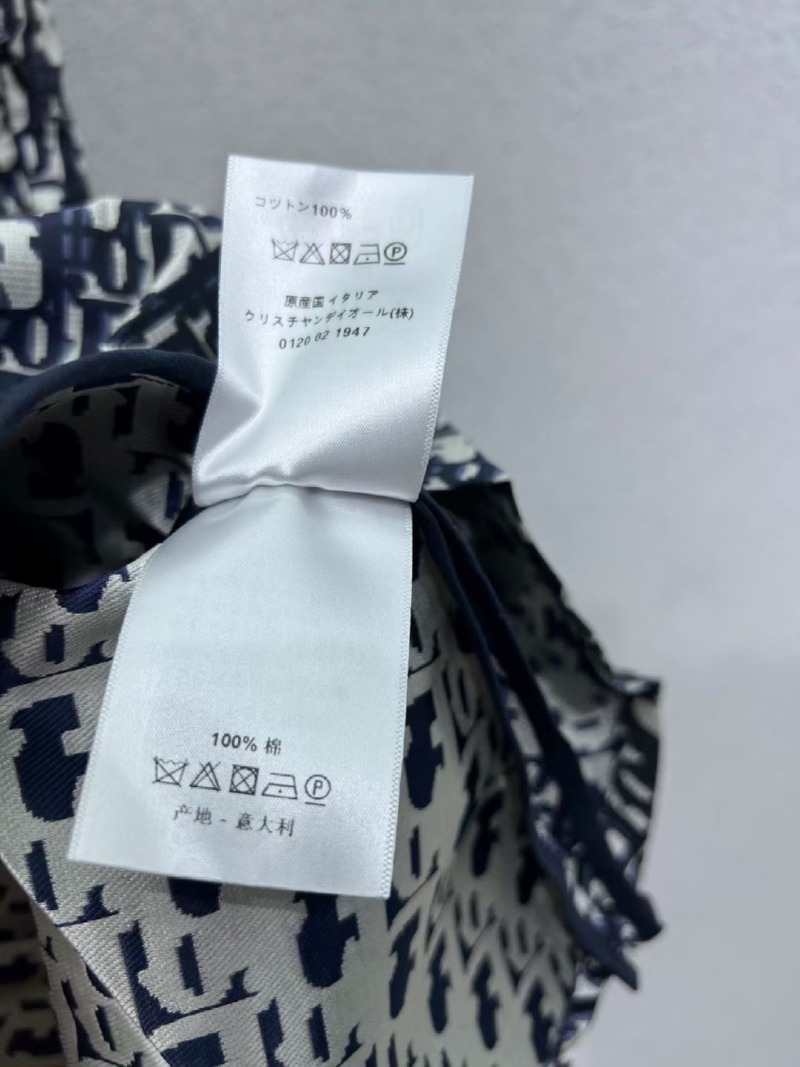 コットン100%
P
原産国イタリア
クリスチャンデイオール(株)
0120 02 1947
100% 棉
P
产地 - 意大利